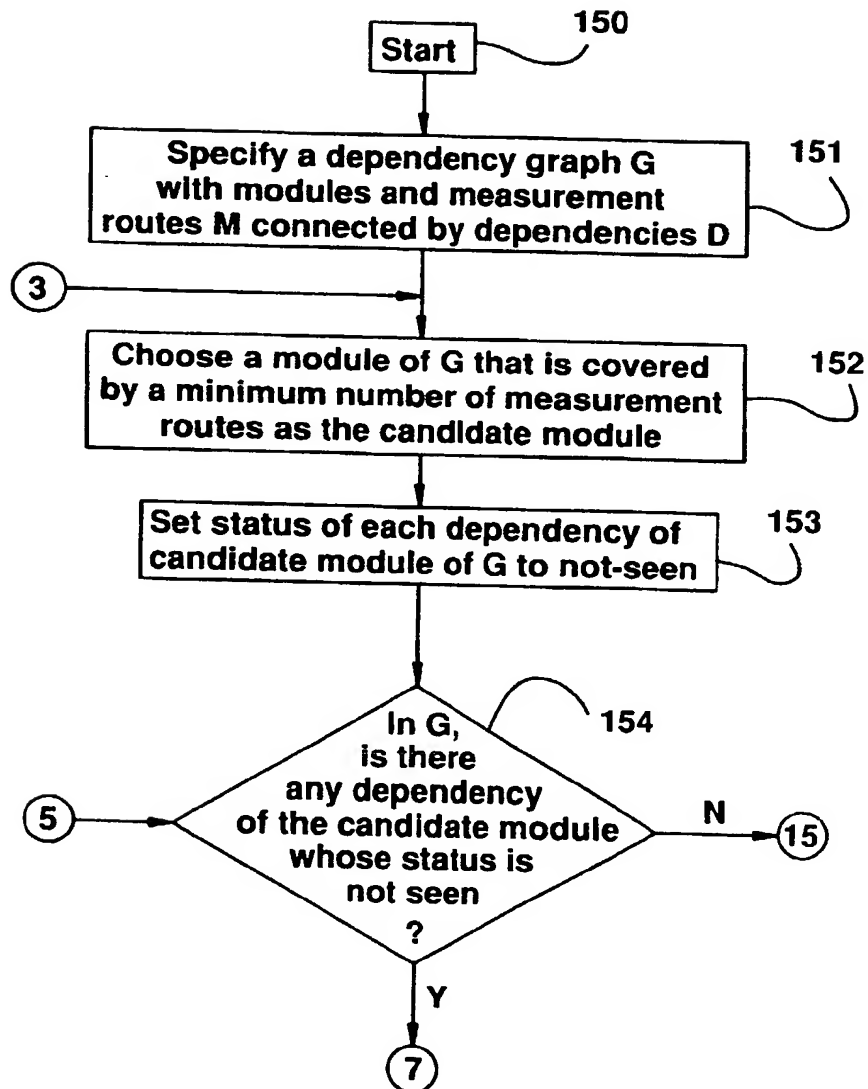 Start
150
Specify a dependency graph G
with modules and measurement
routes M connected by dependencies D
151
3
Choose a module of G that is covered
by a minimum number of measurement
routes as the candidate module
152
Set status of each dependency of
candidate module of G to not-seen
153
In G,
is there
any dependency
of the candidate module
whose status is
not seen
?
154
5
N
15
Y
7